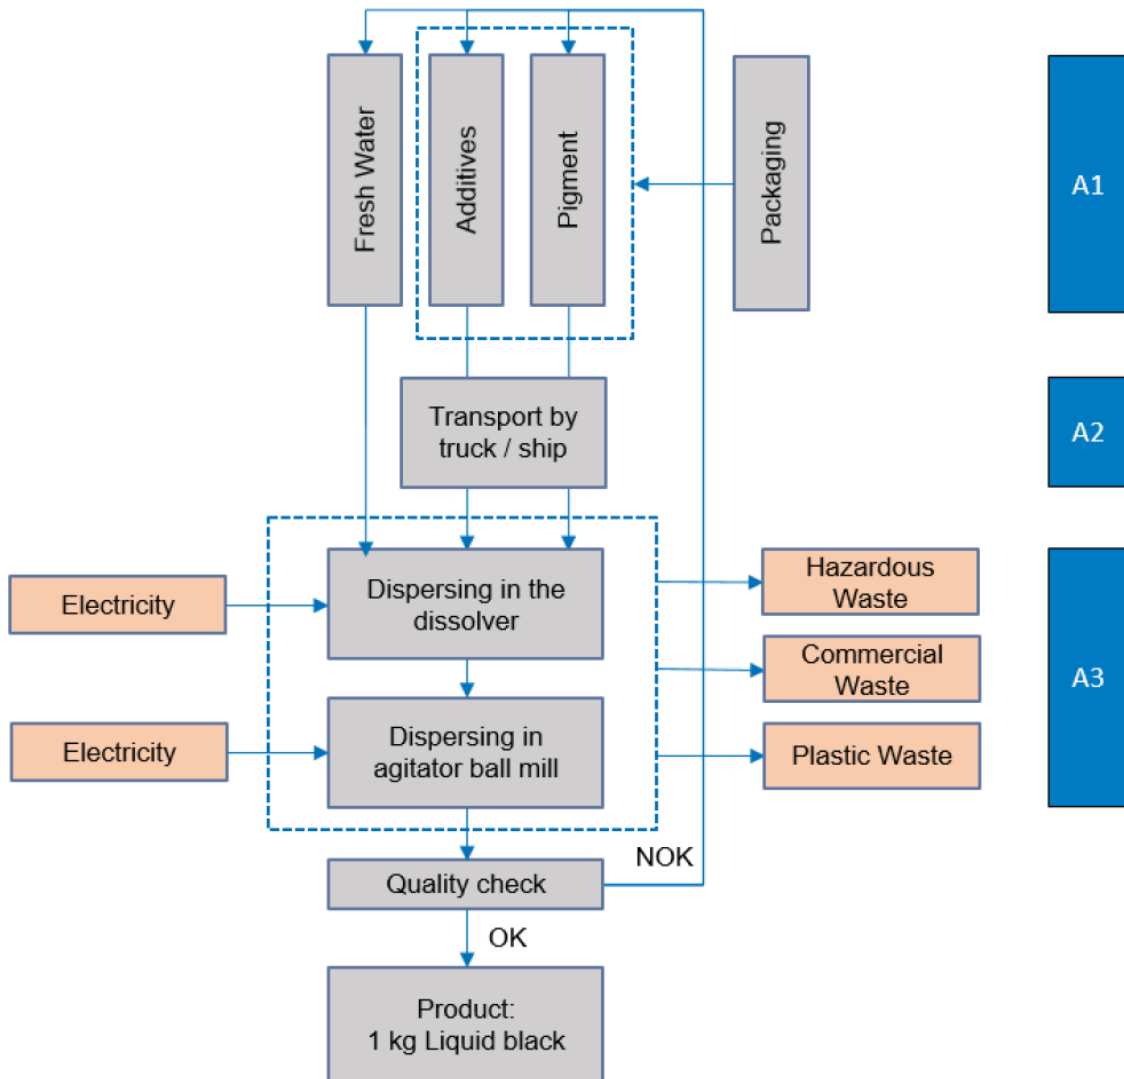 Fresh Water
Additives
Pigment
Packaging
A1
Transport by
truck / ship
A2
Electricity
Dispersing in the
dissolver
Hazardous
Waste
Commercial
Waste
A3
Electricity
Dispersing in
agitator ball mill
Plastic Waste
NOK
Quality check
OK
Product:
1 kg Liquid black